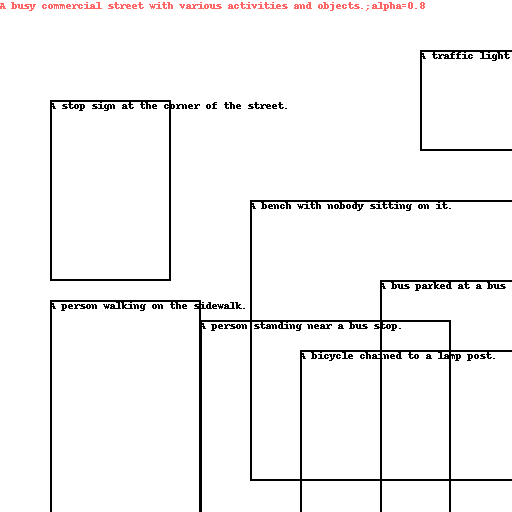 A busy commercial street with various activities and objects.;alpha=0.8
A traffic light
A stop sign at the corner of the street.
A bench with nobody sitting on it.
A bus parked at a bus
A person walking on the sidewalk.
A person standing near a bus stop.
A bicycle chained to a lamp post.